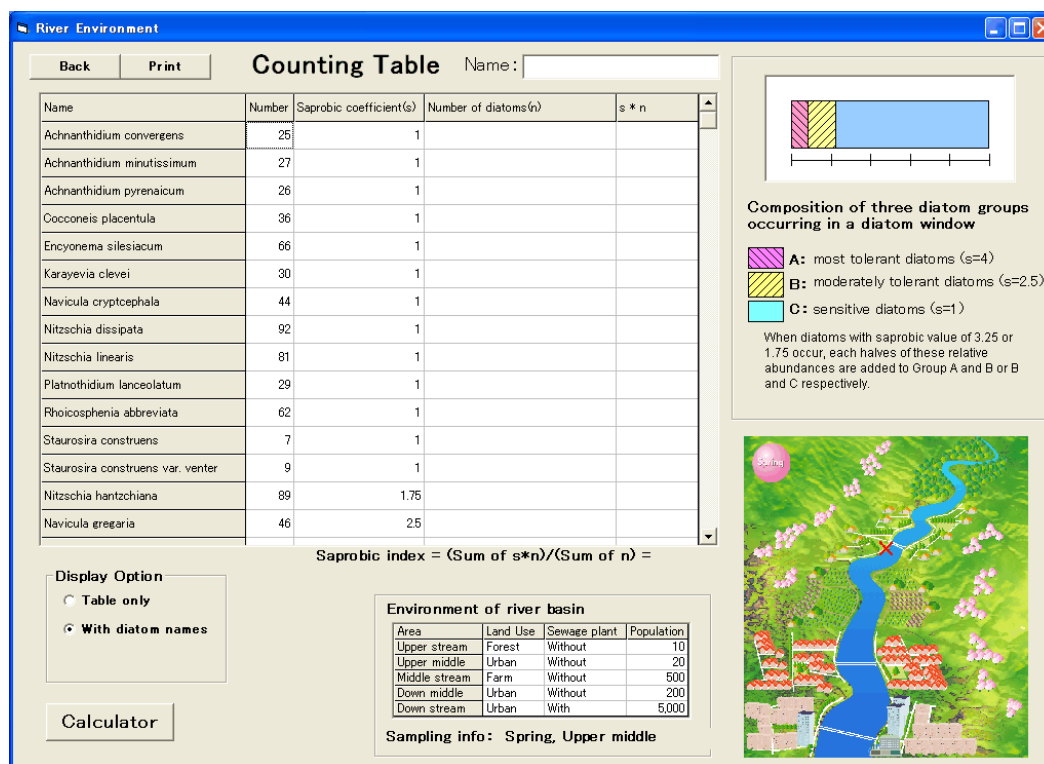 River Environment
Back Print Counting Table Name:
Name Number Saprobic coefficient(s) Number of diatoms(n) s * n
Achnanthidium convergens 25 1
Achnanthidium minutissimum 27 1
Achnanthidium pyrenaicum 26 1
Cocconeis placentula 36 1
Encyonema silesiacum 66 1
Karayevia clevei 30 1
Navicula cryptcephala 44 1
Nitzschia dissipata 92 1
Nitzschia linearis 81 1
Platnothidium lanceolatum 29 1
Rhoicosphenia abbreviata 62 1
Staurosira construens 7 1
Staurosira construens var. venter 9 1
Nitzschia hantzchiana 89 1.75
Navicula gregaria 46 2.5
Saprobic index = (Sum of s*n)/(Sum of n) =
Composition of three diatom groups
occurring in a diatom window
A: most tolerant diatoms (s=4)
B: moderately tolerant diatoms (s=2.5)
C: sensitive diatoms (s=1)
When diatoms with saprobic value of 3.25 or
1.75 occur, each halves of these relative
abundances are added to Group A and B or B
and C respectively.
Spring
Display Option
Table only
With diatom names
Calculator
Environment of river basin
Area Land Use Sewage plant Population
Upper stream Forest Without 10
Upper middle Urban Without 20
Middle stream Farm Without 500
Down middle Urban Without 200
Down stream Urban With 5,000
Sampling info: Spring, Upper middle